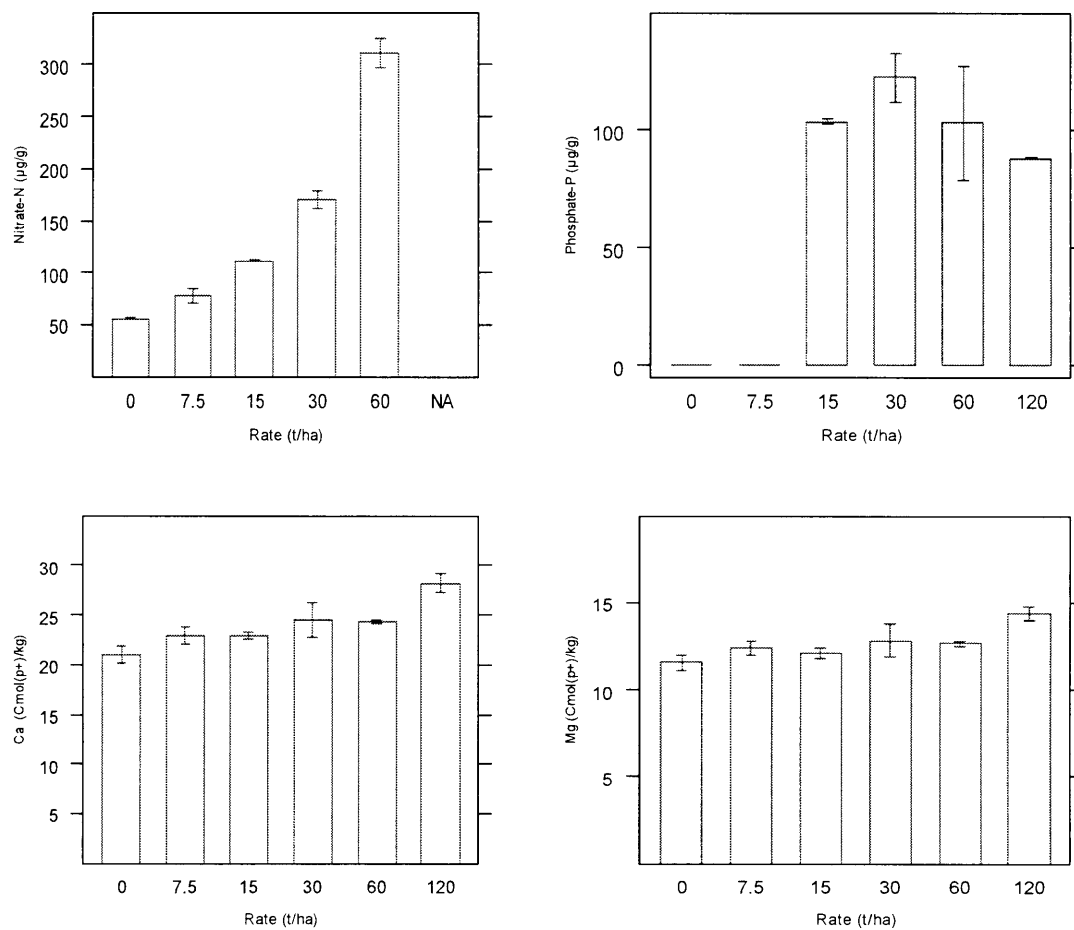 Nitrate-N (µg/g)
300
250
200
150
100
50
0 7.5 15 30 60 NA
Rate (t/ha)
Phosphate-P (µg/g)
100
50
0
0 7.5 15 30 60 120
Rate (t/ha)
Ca (Cmol(p+)/kg)
30
25
20
15
10
5
0 7.5 15 30 60 120
Rate (t/ha)
Mg (Cmol(p+)/kg)
15
10
5
0 7.5 15 30 60 120
Rate (t/ha)